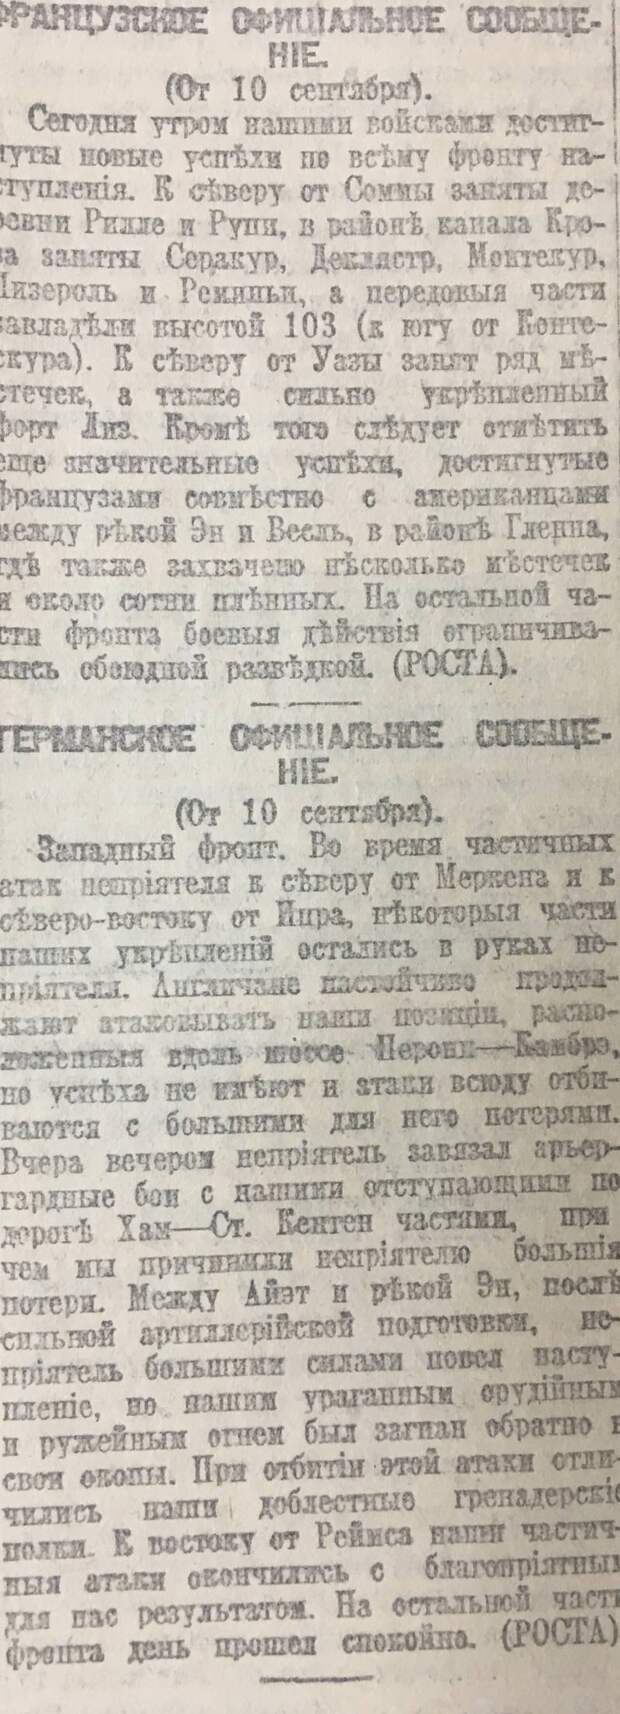 ФРАНЦУЗСКОЕ ОФИЦІАЛЬНОЕ СООБЩЕ-
НІЕ.
(От 10 сентября).
Сегодня утром нашими войсками достиг-
нуты новые успѣхи по всѣму фронту на-
ступленія. К сѣверу от Соммы заняты де-
ревни Рилле и Рупи, в районѣ канала Кро-
за заняты Серакур, Деклястр, Монтекур,
Лизероль и Реминьи, а передовыя части
завладѣли высотой 103 (к югу от Конте-
скура). К сѣверу от Уазы занят ряд мѣ-
стечек, а также сильно укрѣпленный
форт Лиз. Кромѣ того слѣдует отмѣтить
еще значительные успѣхи, достигнутые
французами совмѣстно с американцами
между рѣкой Эн и Весль, в районѣ Гленна,
гдѣ также захвачено нѣсколько мѣстечек
и около сотни плѣнных. На остальной ча-
сти фронта боевыя дѣйствія ограничива-
лись обоюдной развѣдкой. (РОСТА).
ГЕРМАНСКОЕ ОФИЦІАЛЬНОЕ СООБЩЕ-
НІЕ.
(От 10 сентября).
Западный фронт. Во время частичных
атак непріятеля к сѣверу от Меркена и к
сѣверо-востоку от Ипра, нѣкоторыя части
наших укрѣпленій остались в руках не-
пріятеля. Англичане настойчиво продол-
жают атаковывать наши позиціи, распо-
ложенныя вдоль шоссе Перонн—Камбрэ,
но успѣха не имѣют и атаки всюду отби-
ваются с большими для него потерями.
Вчера вечером непріятель завязал арьер-
гардные бои с нашими отступающими по
дорогѣ Хам—Ст. Кентен частями, при
чем мы причинили непріятелю большія
потери. Между Айэт и рѣкой Эн, послѣ
сильной артиллерійской подготовки, не-
пріятель большими силами повел насту-
пленіе, но нашим ураганным орудійным
и ружейным огнем был загнан обратно в
свои окопы. При отбитіи этой атаки отли-
чились наши доблестные гренадерскіе
полки. К востоку от Реймса наши частич-
ныя атаки окончились с благопріятным
для нас результатом. На остальной части
фронта день прошел спокойно. (РОСТА)